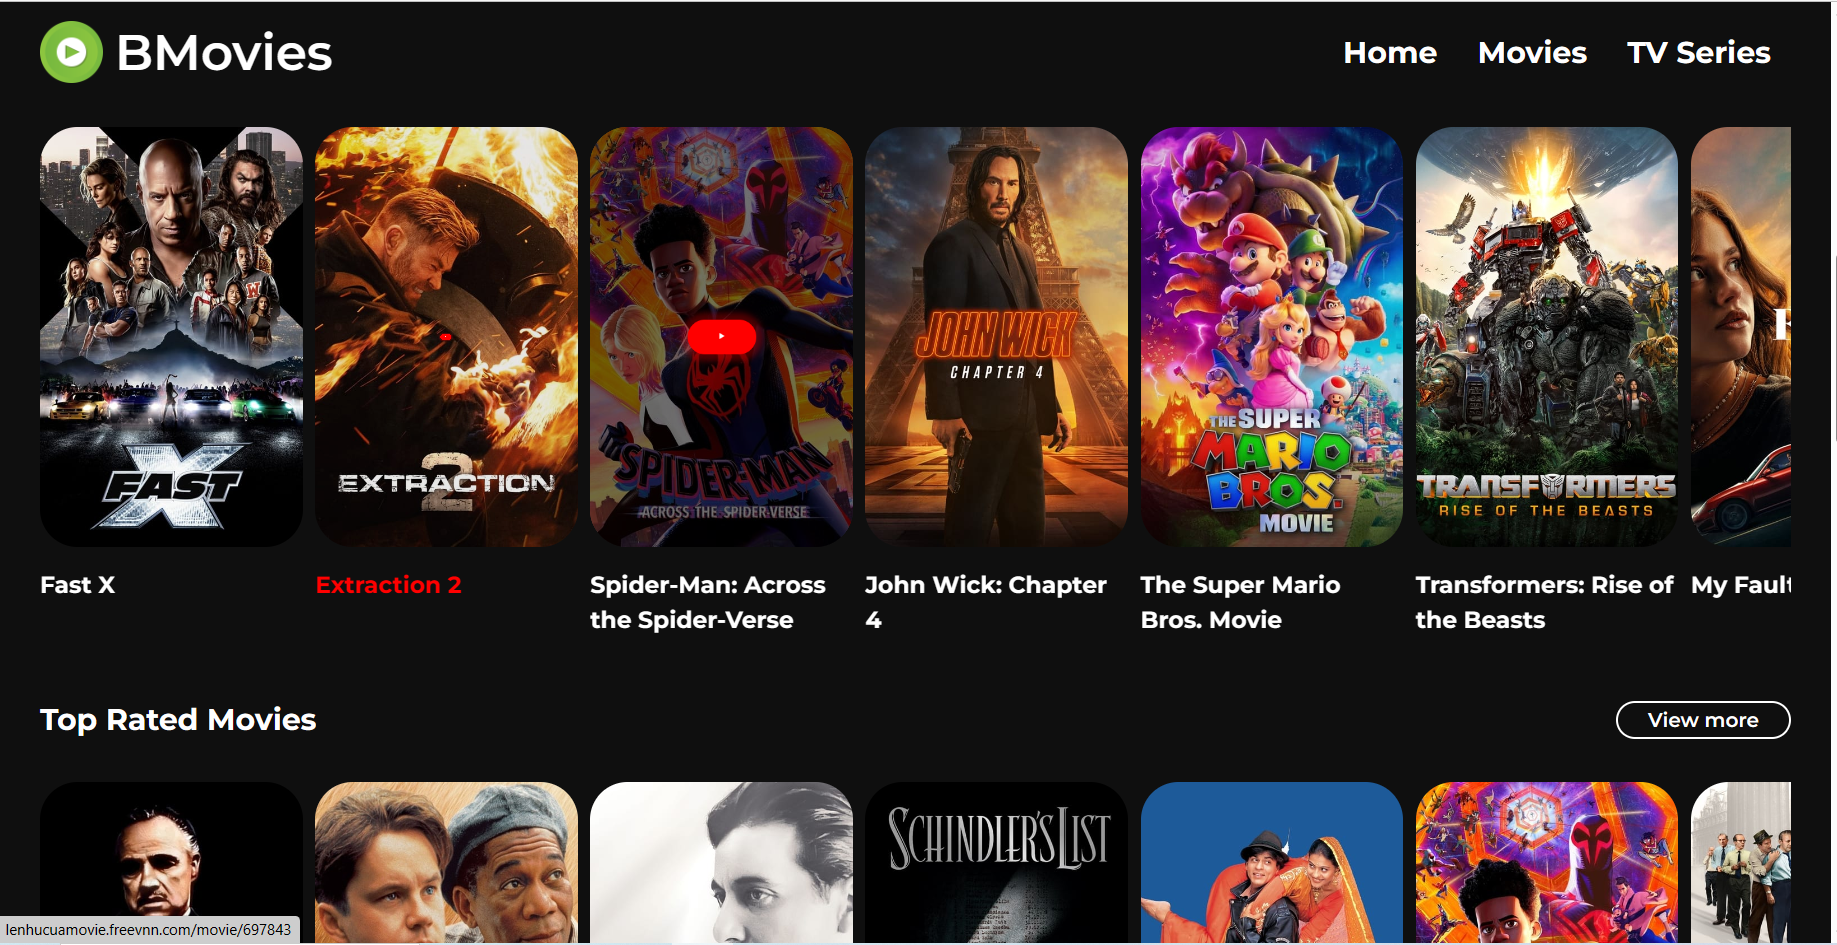 BMovies
Home
Movies
TV Series
FAST
X
EXTRACTION
2
SPIDER-MAN
ACROSS THE SPIDER-VERSE
JOHN WICK
CHAPTER 4
THE SUPER
MARIO
BROS.
MOVIE
TRANSFORMERS
RISE OF THE BEASTS
Fast X
Extraction 2
Spider-Man: Across
the Spider-Verse
John Wick: Chapter
4
The Super Mario
Bros. Movie
Transformers: Rise of
the Beasts
My Fault
Top Rated Movies
View more
SCHINDLER'S LIST
lenhucuamovie.freevnn.com/movie/697843